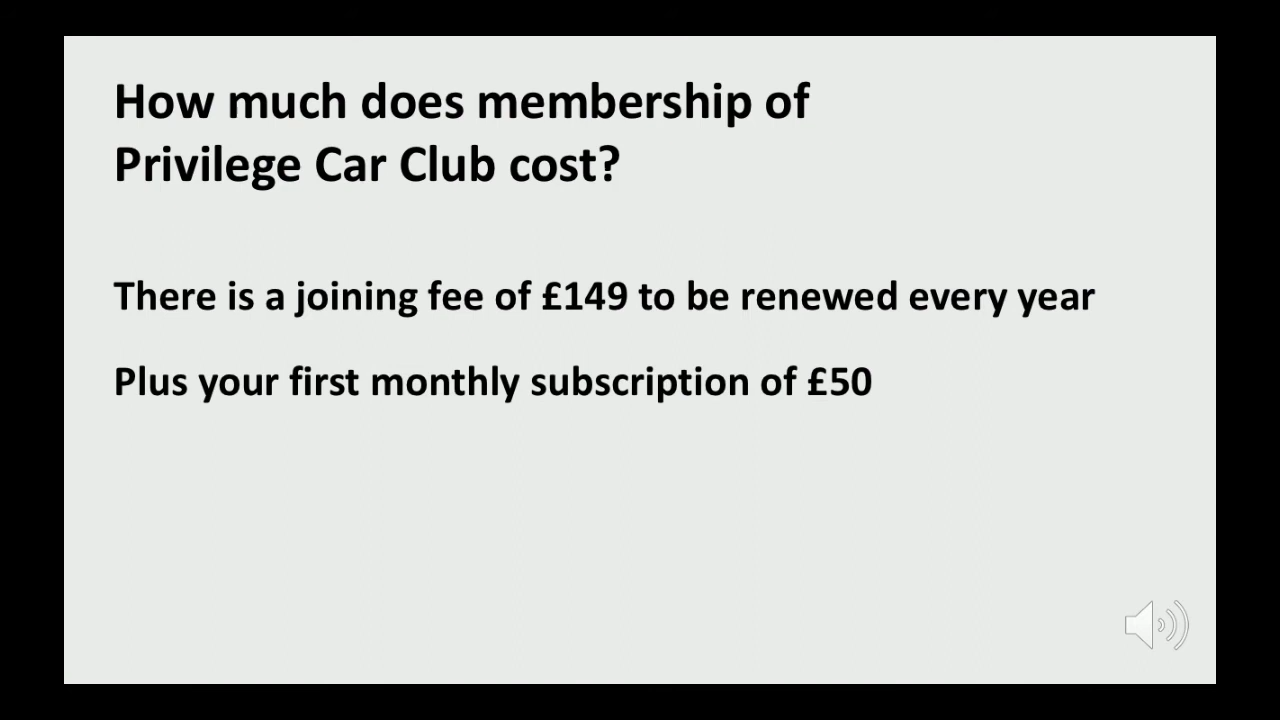 How much does membership of
Privilege Car Club cost?
There is a joining fee of £149 to be renewed every year
Plus your first monthly subscription of £50